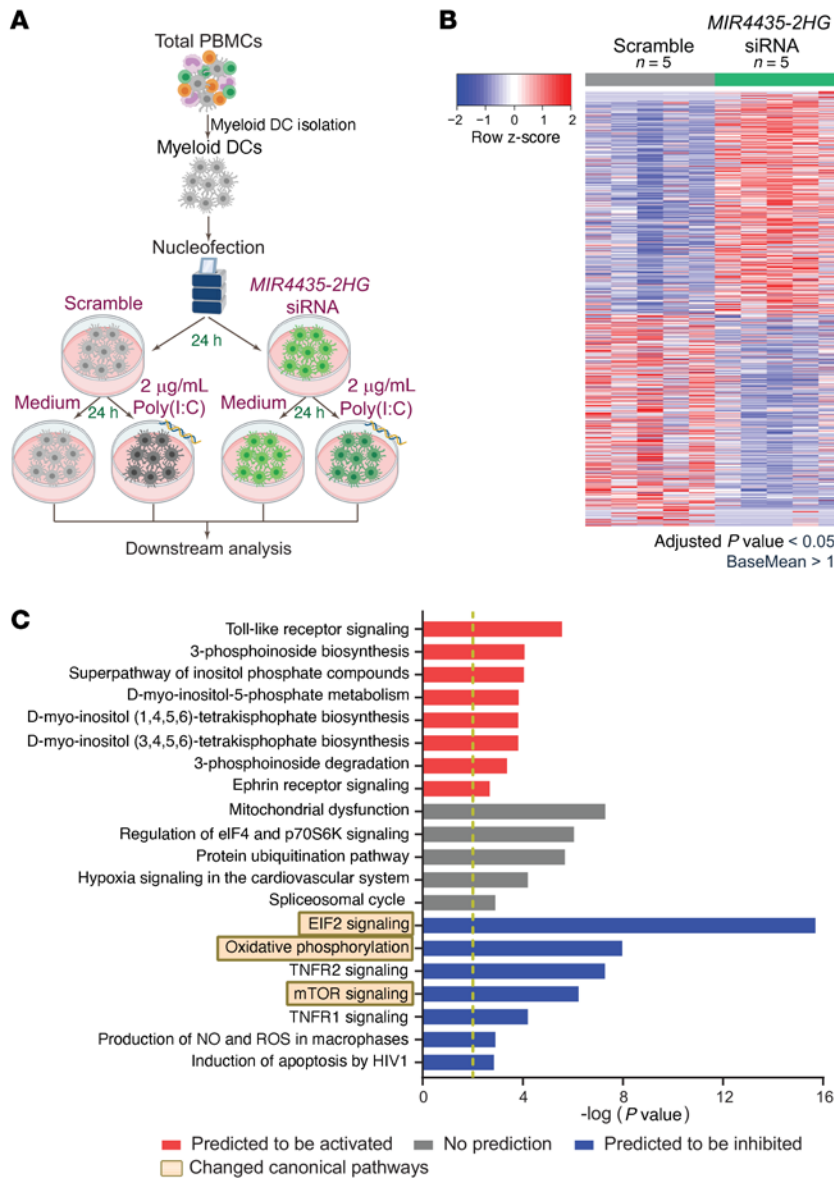 A
Total PBMCs
Myeloid DC isolation
Myeloid DCs
Nucleofection
Scramble
MIR4435-2HG
siRNA
24 h
Medium
2 µg/mL
Poly(I:C)
24 h
Medium
2 µg/mL
Poly(I:C)
24 h
Downstream analysis
B
MIR4435-2HG
Scramble
siRNA
n = 5
n = 5
−2 −1 0 1 2
Row z-score
Adjusted P value < 0.05
BaseMean > 1
C
Toll-like receptor signaling
3-phosphoinoside biosynthesis
Superpathway of inositol phosphate compounds
D-myo-inositol-5-phosphate metabolism
D-myo-inositol (1,4,5,6)-tetrakisphophate biosynthesis
D-myo-inositol (3,4,5,6)-tetrakisphophate biosynthesis
3-phosphoinoside degradation
Ephrin receptor signaling
Mitochondrial dysfunction
Regulation of eIF4 and p70S6K signaling
Protein ubiquitination pathway
Hypoxia signaling in the cardiovascular system
Spliceosomal cycle
EIF2 signaling
Oxidative phosphorylation
TNFR2 signaling
mTOR signaling
TNFR1 signaling
Production of NO and ROS in macrophases
Induction of apoptosis by HIV1
0 4 8 12 16
-log (P value)
Predicted to be activated
No prediction
Predicted to be inhibited
Changed canonical pathways